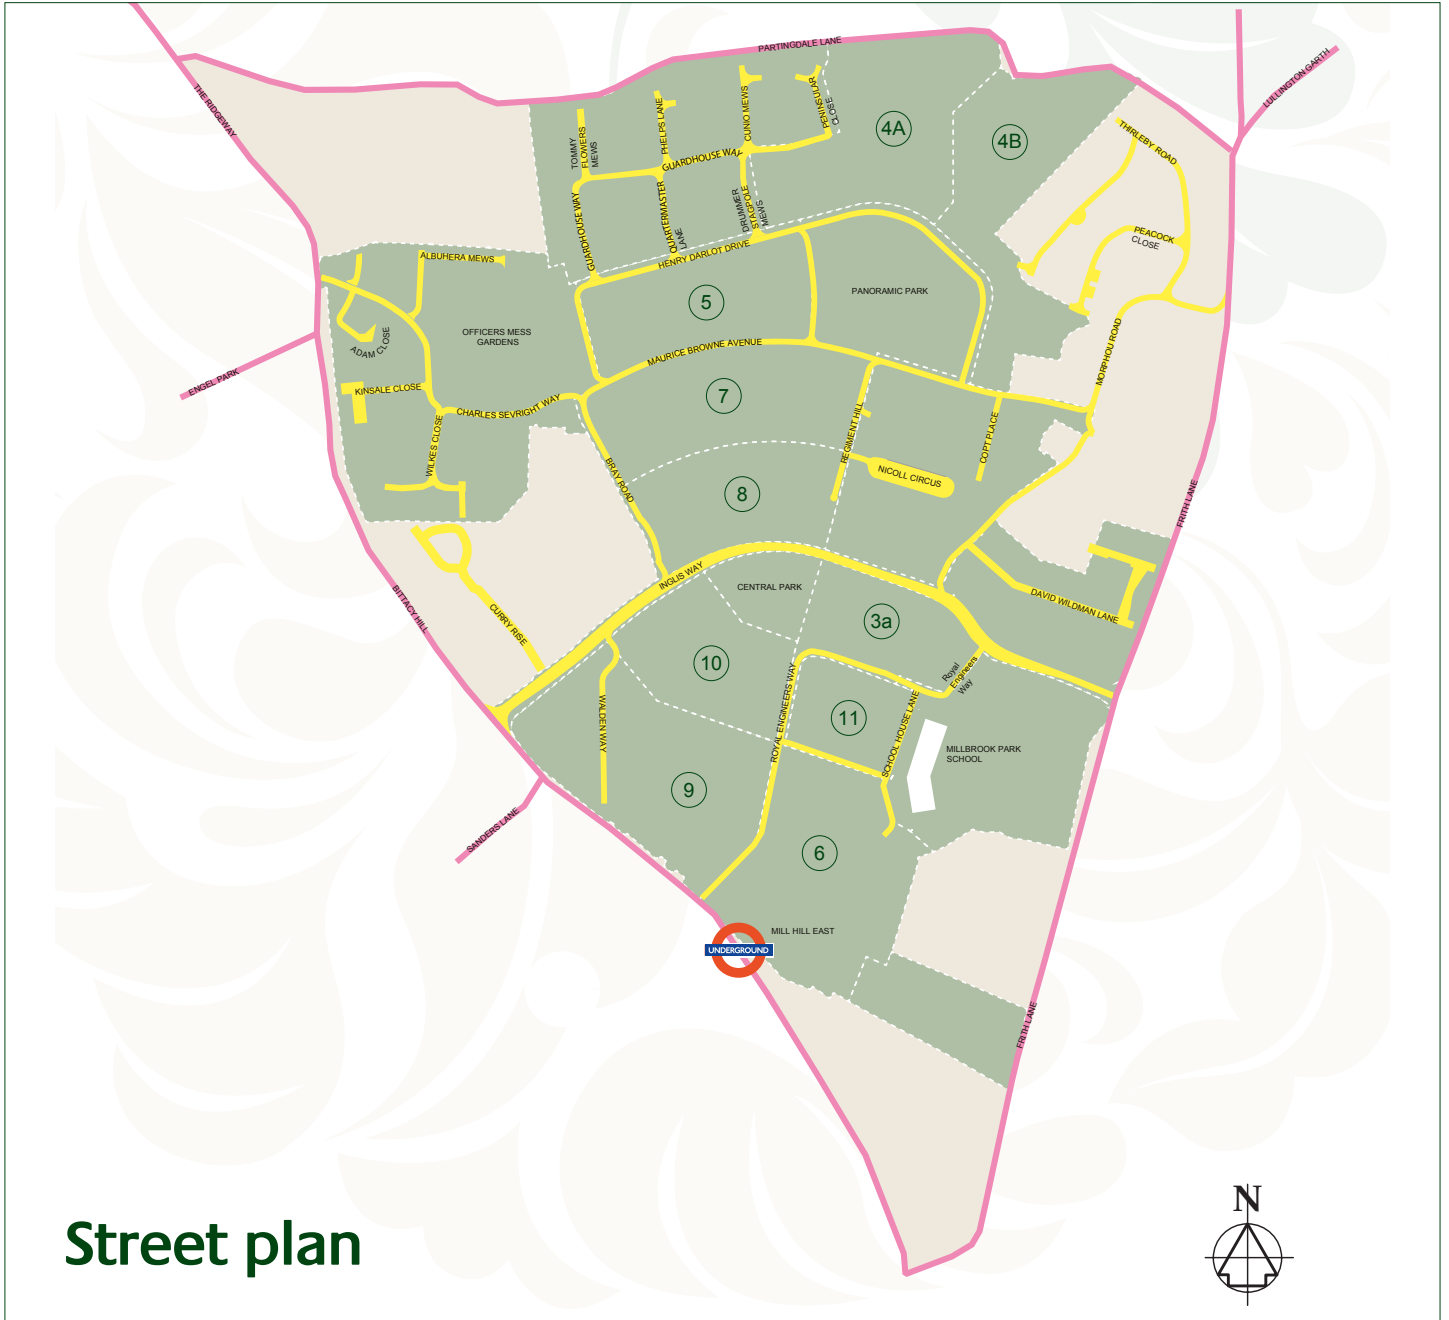 PARTINGDALE LANE
LULLINGTON GARTH
THE RIDGEWAY
TOMMY
FLOWERS
MEWS
PHELPS LANE
CUNIO MEWS
PENINSULAR
CLOSE
4A
4B
THIRLEBY ROAD
GUARDHOUSE WAY
GUARDHOUSE WAY
QUARTERMASTER
LANE
DRUMMER
STAGPOLE
MEWS
PEACOCK
CLOSE
HENRY DARLOT DRIVE
ALBUHERA MEWS
5
PANORAMIC PARK
OFFICERS MESS
GARDENS
ADAM CLOSE
MAURICE BROWNE AVENUE
MORPHOU ROAD
ENGEL PARK
KINSALE CLOSE
7
CHARLES SEVRIGHT WAY
WILKES CLOSE
BRAY ROAD
REGIMENT HILL
COPT PLACE
NICOLL CIRCUS
8
FRITH LANE
INGLIS WAY
CENTRAL PARK
BITTACY HILL
CURRY RISE
DAVID WILDMAN LANE
3a
10
Royal
Engineers
Way
WALDEN WAY
ROYAL ENGINEERS WAY
11
SCHOOL HOUSE LANE
MILLBROOK PARK
SCHOOL
9
SANDERS LANE
6
MILL HILL EAST
UNDERGROUND
FRITH LANE
N
Street plan